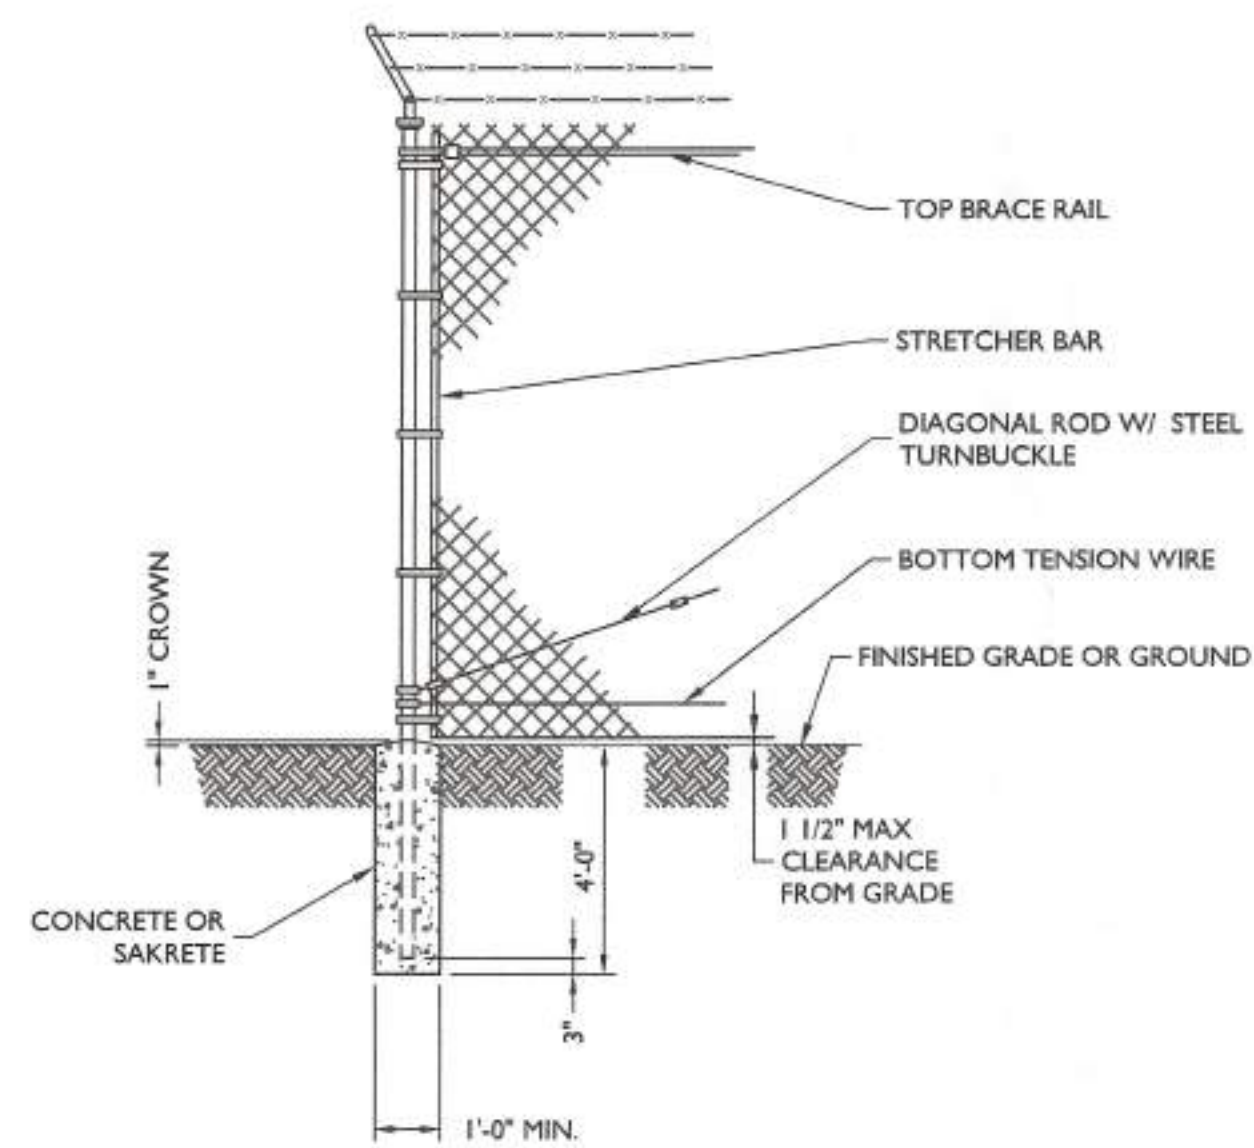 TOP BRACE RAIL
STRETCHER BAR
DIAGONAL ROD W/ STEEL
TURNBUCKLE
BOTTOM TENSION WIRE
1" CROWN
FINISHED GRADE OR GROUND
1 1/2" MAX
CLEARANCE
FROM GRADE
4'-0"
CONCRETE OR
SAKRETE
3"
1'-0" MIN.